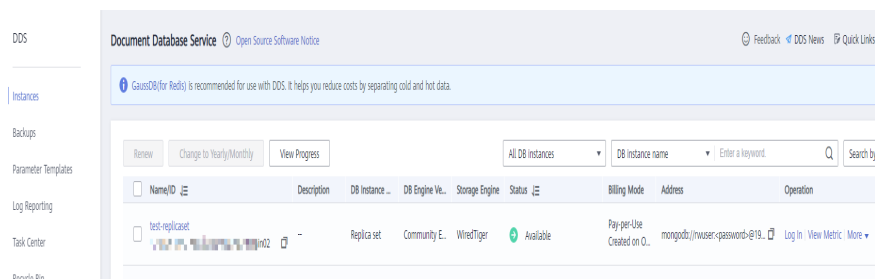 DDS
Document Database Service ? Open Source Software Notice
Feedback DDS News Quick Links
GaussDB(for Redis) is recommended for use with DDS. It helps you reduce costs by separating cold and hot data.
Instances
Backups
Parameter Templates
Log Reporting
Task Center
Recycle Bin
Renew Change to Yearly/Monthly View Progress All DB instances DB instance name Enter a keyword. Search by
Name/ID Description DB Instance ... DB Engine Ve... Storage Engine Status Billing Mode Address Operation
test-replicaset
in02
-- Replica set Community E... WiredTiger Available
Pay-per-Use
Created on O...
mongodb://rwuser:<password>@19... Log In View Metric More